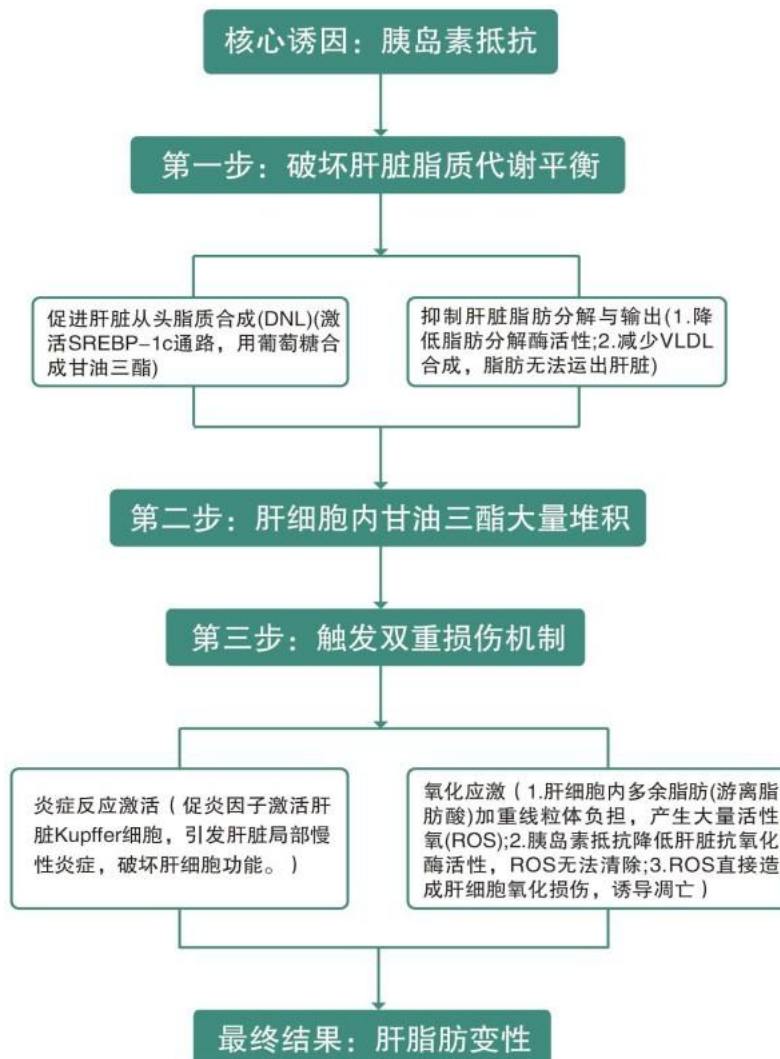 核心诱因：胰岛素抵抗
第一步：破坏肝脏脂质代谢平衡
促进肝脏从头脂质合成(DNL)(激
活SREBP-1c通路，用葡萄糖合
成甘油三酯)
抑制肝脏脂肪分解与输出(1.降
低脂肪分解酶活性;2.减少VLDL
合成，脂肪无法运出肝脏)
第二步：肝细胞内甘油三酯大量堆积
第三步：触发双重损伤机制
炎症反应激活（促炎因子激活肝
脏Kupffer细胞，引发肝脏局部慢
性炎症，破坏肝细胞功能。）
氧化应激（1.肝细胞内多余脂肪(游离脂
肪酸)加重线粒体负担，产生大量活性
氧(ROS);2.胰岛素抵抗降低肝脏抗氧化
酶活性，ROS无法清除;3.ROS直接造
成肝细胞氧化损伤，诱导凋亡）
最终结果：肝脂肪变性